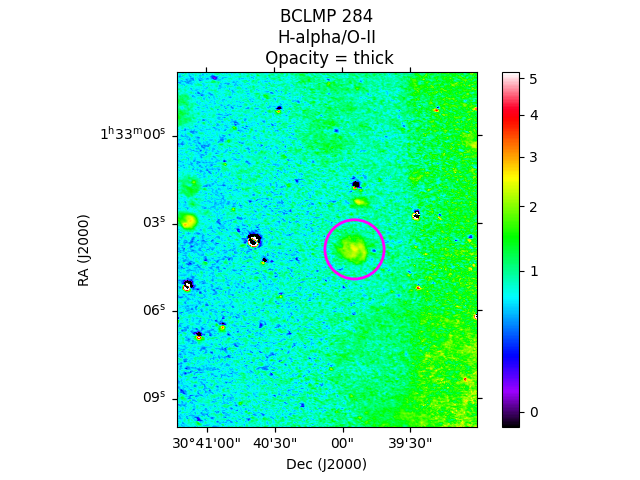 BCLMP 284
H-alpha/O-II
Opacity = thick
5
4
3
2
1
0
1ʰ33ᵐ00ˢ
03ˢ
06ˢ
09ˢ
RA (J2000)
30°41'00" 40'30" 00" 39'30"
Dec (J2000)